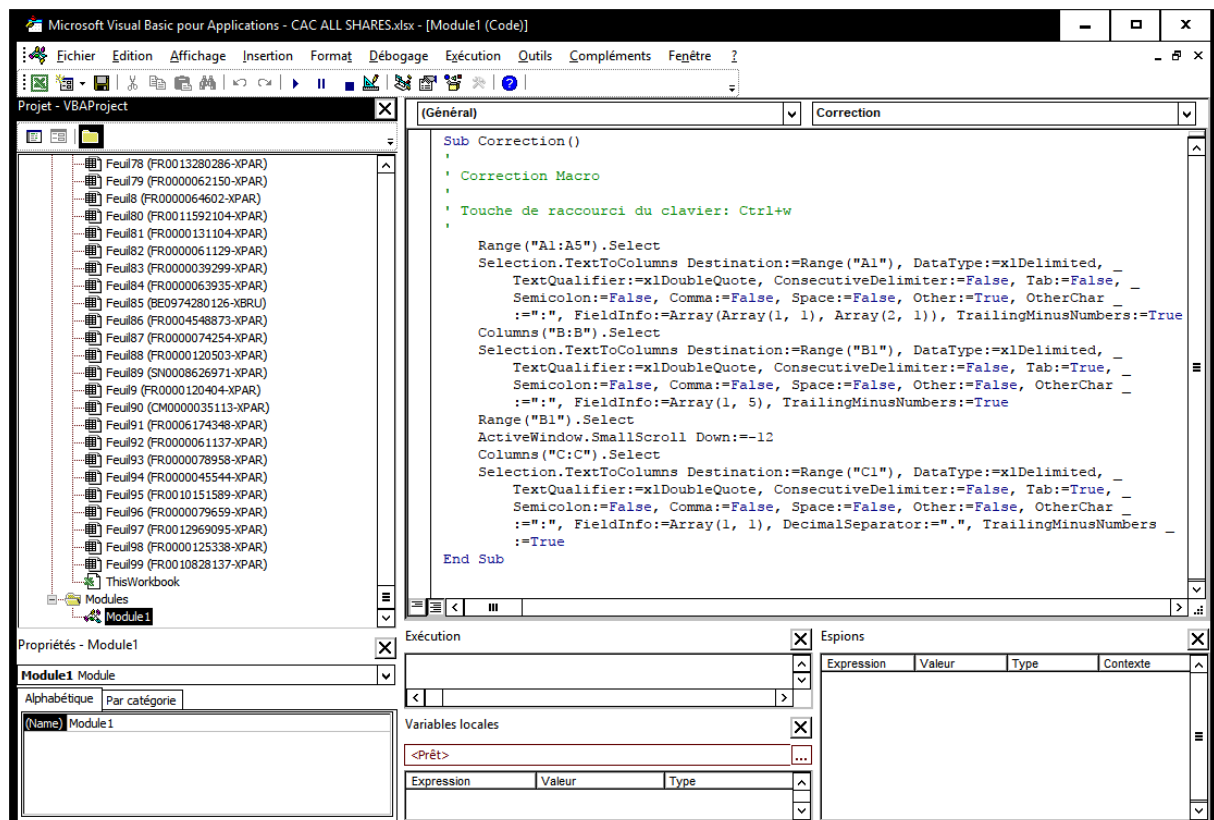 Microsoft Visual Basic pour Applications - CAC ALL SHARES.xlsx - [Module1 (Code)]
Fichier Edition Affichage Insertion Format Débogage Exécution Outils Compléments Fenêtre ?
Projet - VBAProject
Feuil78 (FR0013280286-XPAR)
Feuil79 (FR0000062150-XPAR)
Feuil8 (FR0000064602-XPAR)
Feuil80 (FR0011592104-XPAR)
Feuil81 (FR0000131104-XPAR)
Feuil82 (FR0000061129-XPAR)
Feuil83 (FR0000039299-XPAR)
Feuil84 (FR0000063935-XPAR)
Feuil85 (BE0974280126-XBRU)
Feuil86 (FR0004548873-XPAR)
Feuil87 (FR0000074254-XPAR)
Feuil88 (FR0000120503-XPAR)
Feuil89 (SN0008626971-XPAR)
Feuil9 (FR0000120404-XPAR)
Feuil90 (CM0000035113-XPAR)
Feuil91 (FR0006174348-XPAR)
Feuil92 (FR0000061137-XPAR)
Feuil93 (FR0000078958-XPAR)
Feuil94 (FR0000045544-XPAR)
Feuil95 (FR0010151589-XPAR)
Feuil96 (FR0000079659-XPAR)
Feuil97 (FR0012969095-XPAR)
Feuil98 (FR0000125338-XPAR)
Feuil99 (FR0010828137-XPAR)
ThisWorkbook
Modules
Module1
Propriétés - Module1
Module1 Module
Alphabétique Par catégorie
(Name) Module1
(Général) Correction
Sub Correction()
'
' Correction Macro
'
' Touche de raccourci du clavier: Ctrl+w
'
Range("A1:A5").Select
Selection.TextToColumns Destination:=Range("A1"), DataType:=xlDelimited, _
TextQualifier:=xlDoubleQuote, ConsecutiveDelimiter:=False, Tab:=False, _
Semicolon:=False, Comma:=False, Space:=False, Other:=True, OtherChar _
:=":", FieldInfo:=Array(Array(1, 1), Array(2, 1)), TrailingMinusNumbers:=True
Columns("B:B").Select
Selection.TextToColumns Destination:=Range("B1"), DataType:=xlDelimited, _
TextQualifier:=xlDoubleQuote, ConsecutiveDelimiter:=False, Tab:=True, _
Semicolon:=False, Comma:=False, Space:=False, Other:=False, OtherChar _
:=":", FieldInfo:=Array(1, 5), TrailingMinusNumbers:=True
Range("B1").Select
ActiveWindow.SmallScroll Down:=-12
Columns("C:C").Select
Selection.TextToColumns Destination:=Range("C1"), DataType:=xlDelimited, _
TextQualifier:=xlDoubleQuote, ConsecutiveDelimiter:=False, Tab:=True, _
Semicolon:=False, Comma:=False, Space:=False, Other:=False, OtherChar _
:=":", FieldInfo:=Array(1, 1), DecimalSeparator:=".", TrailingMinusNumbers _
:=True
End Sub
Exécution
Variables locales
<Prêt>
Expression Valeur Type
Espions
Expression Valeur Type Contexte